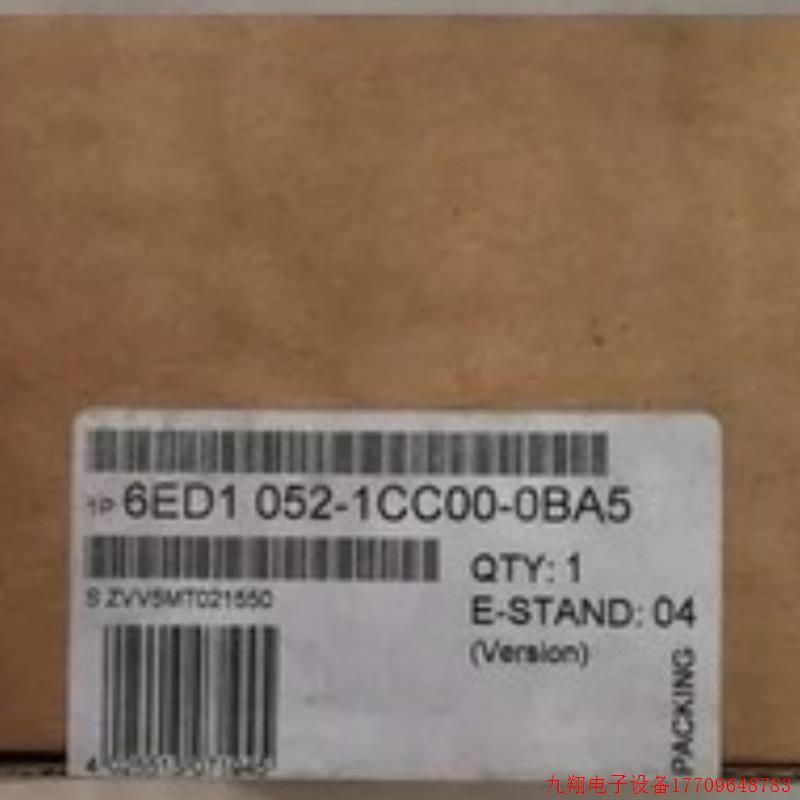 1P 6ED1 052-1CC00-0BA5
S ZVV5MT021550
QTY: 1
E-STAND: 04
(Version)
PACKING
九翔电子设备17709648783